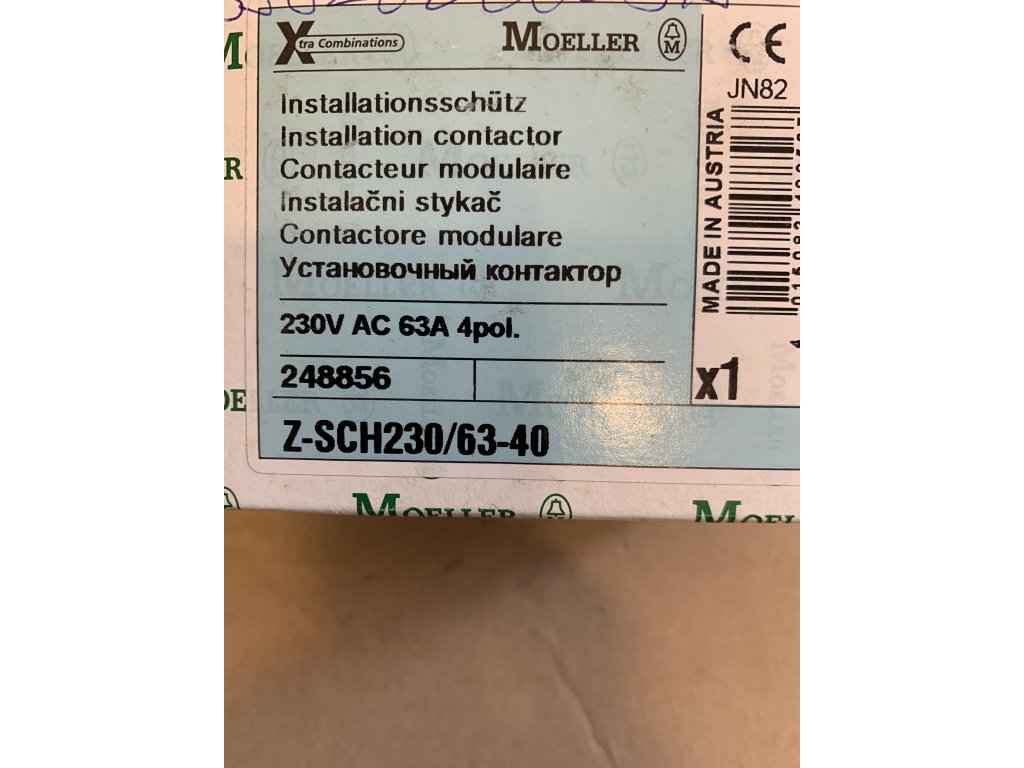 Xtra Combinations
MOELLER
CE
JN82
Installationsschütz
Installation contactor
Contacteur modulaire
Instalačni stykač
Contactore modulare
Установочный контактор
MADE IN AUSTRIA
230V AC 63A 4pol.
248856
x1
Z-SCH230/63-40
MOELLER